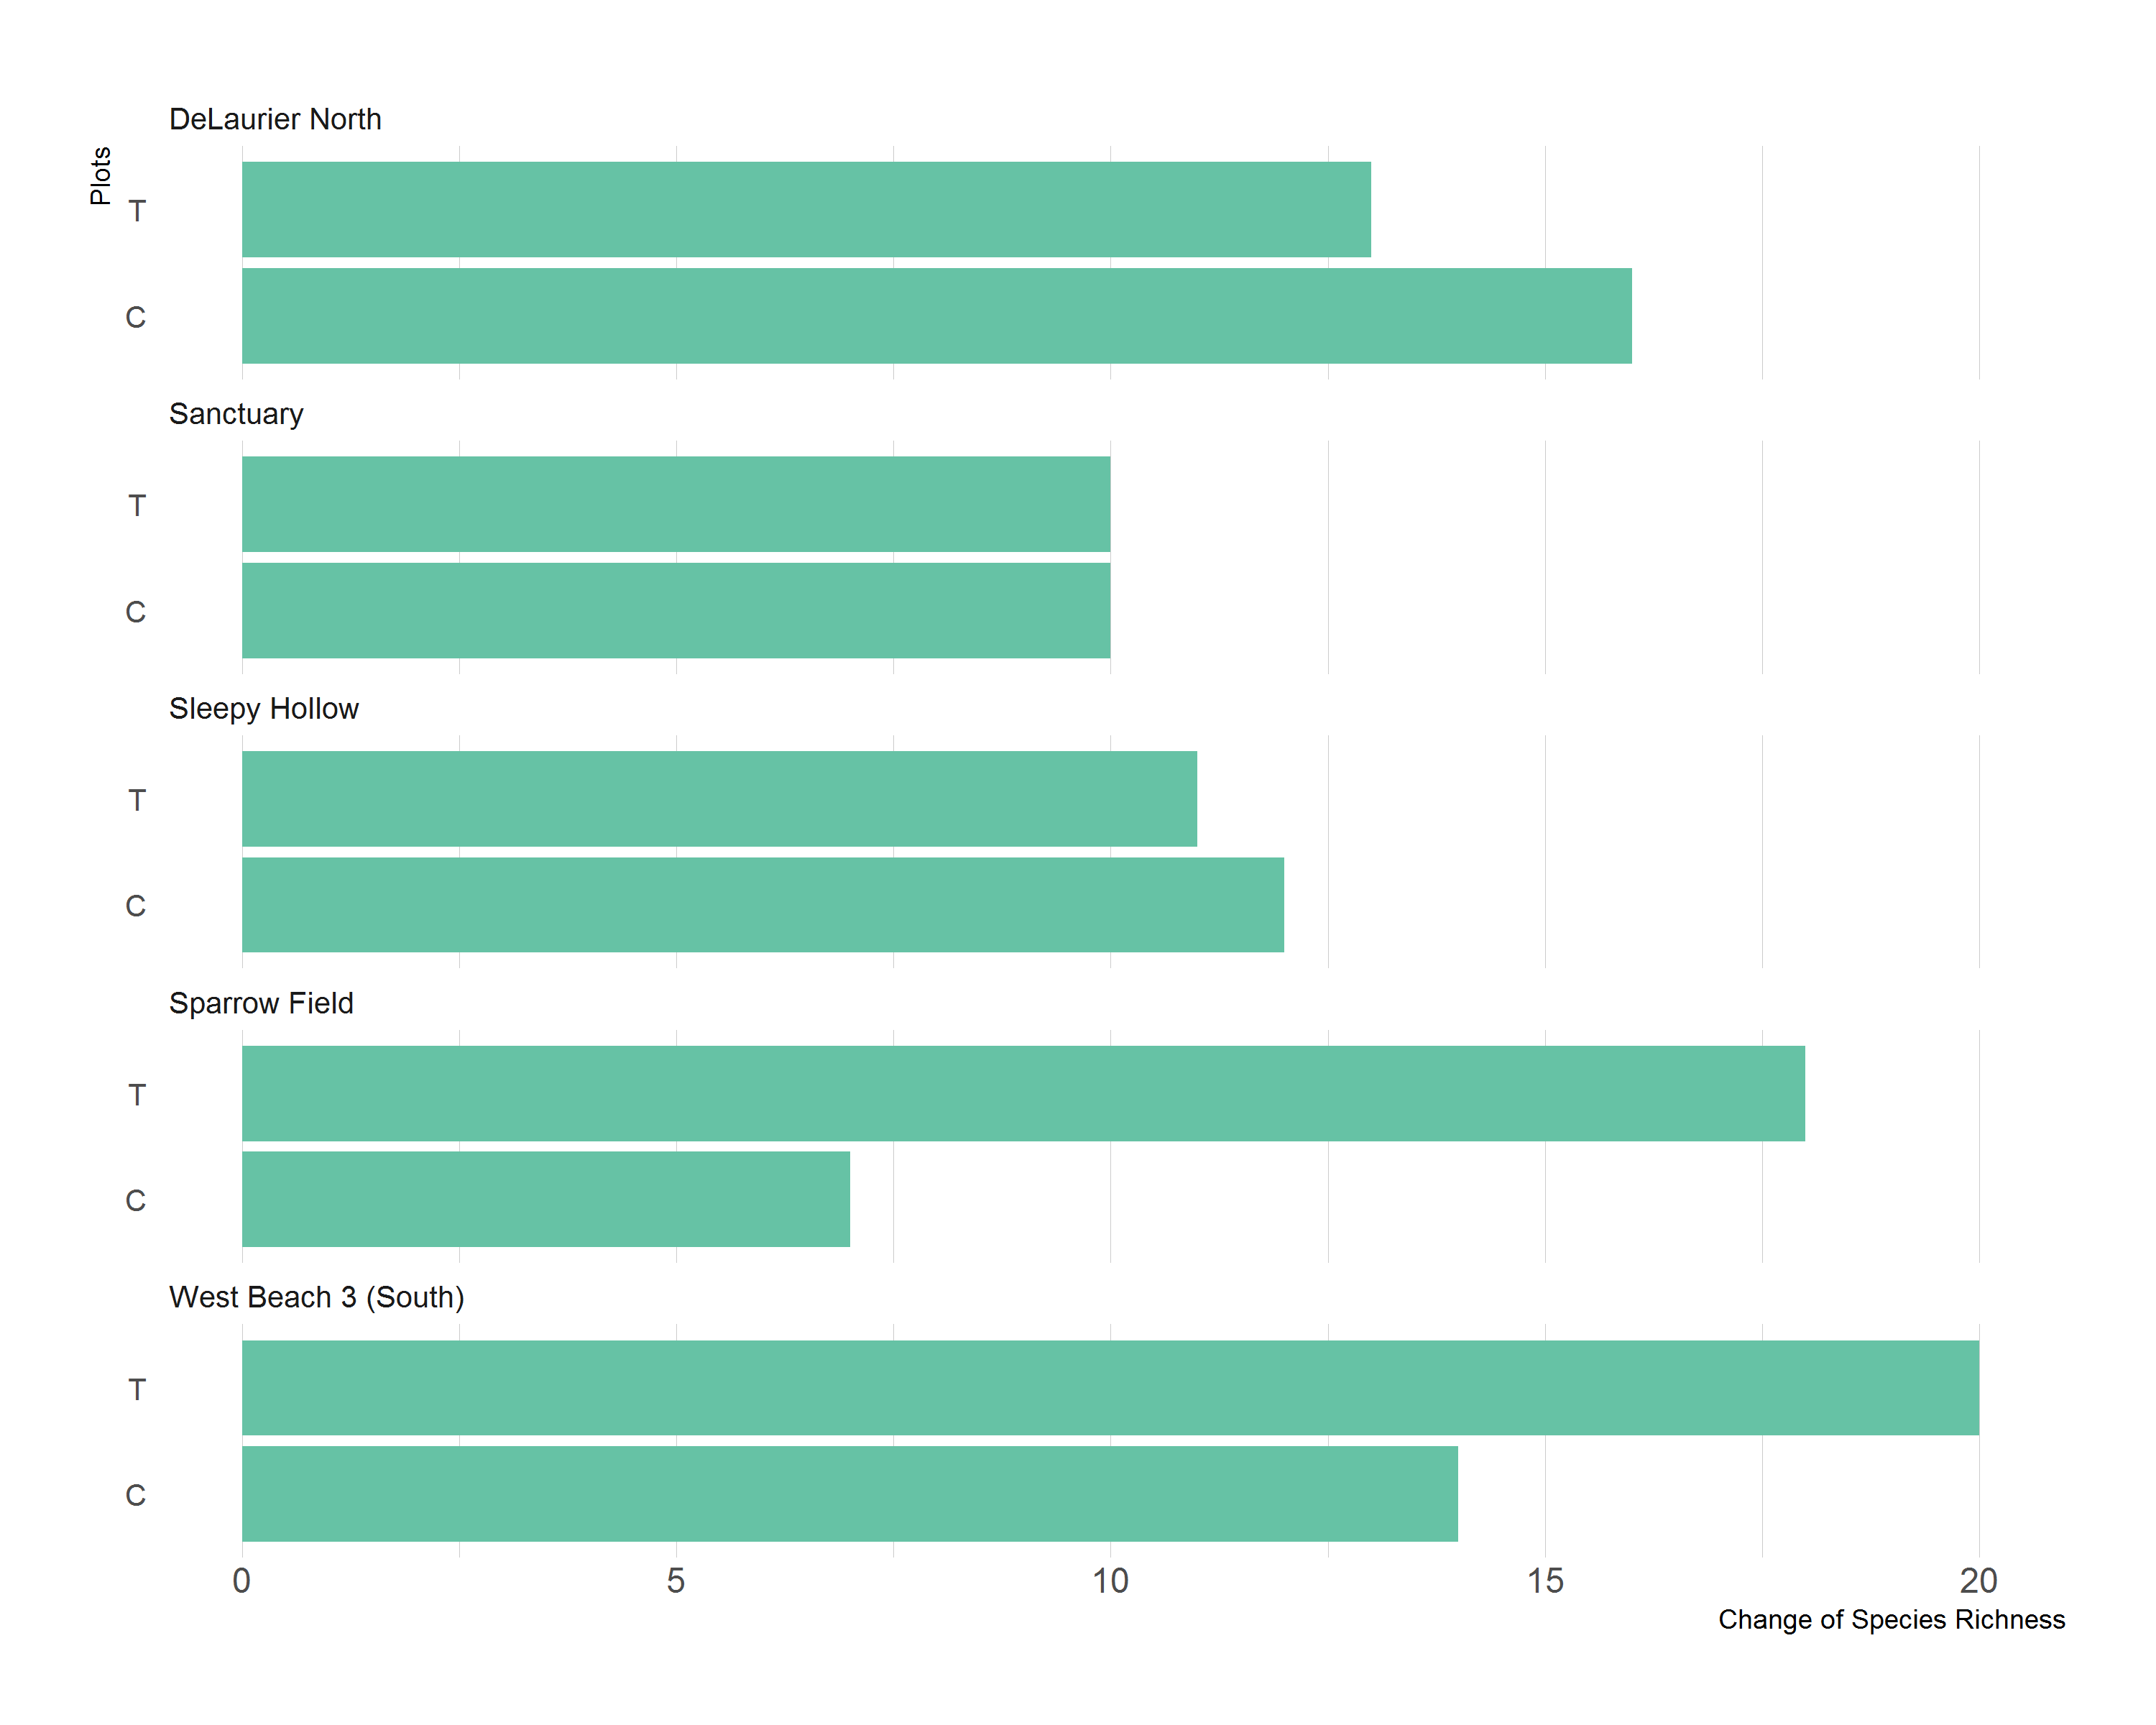 DeLaurier North
Plots
T
C
Sanctuary
T
C
Sleepy Hollow
T
C
Sparrow Field
T
C
West Beach 3 (South)
T
C
0 5 10 15 20
Change of Species Richness